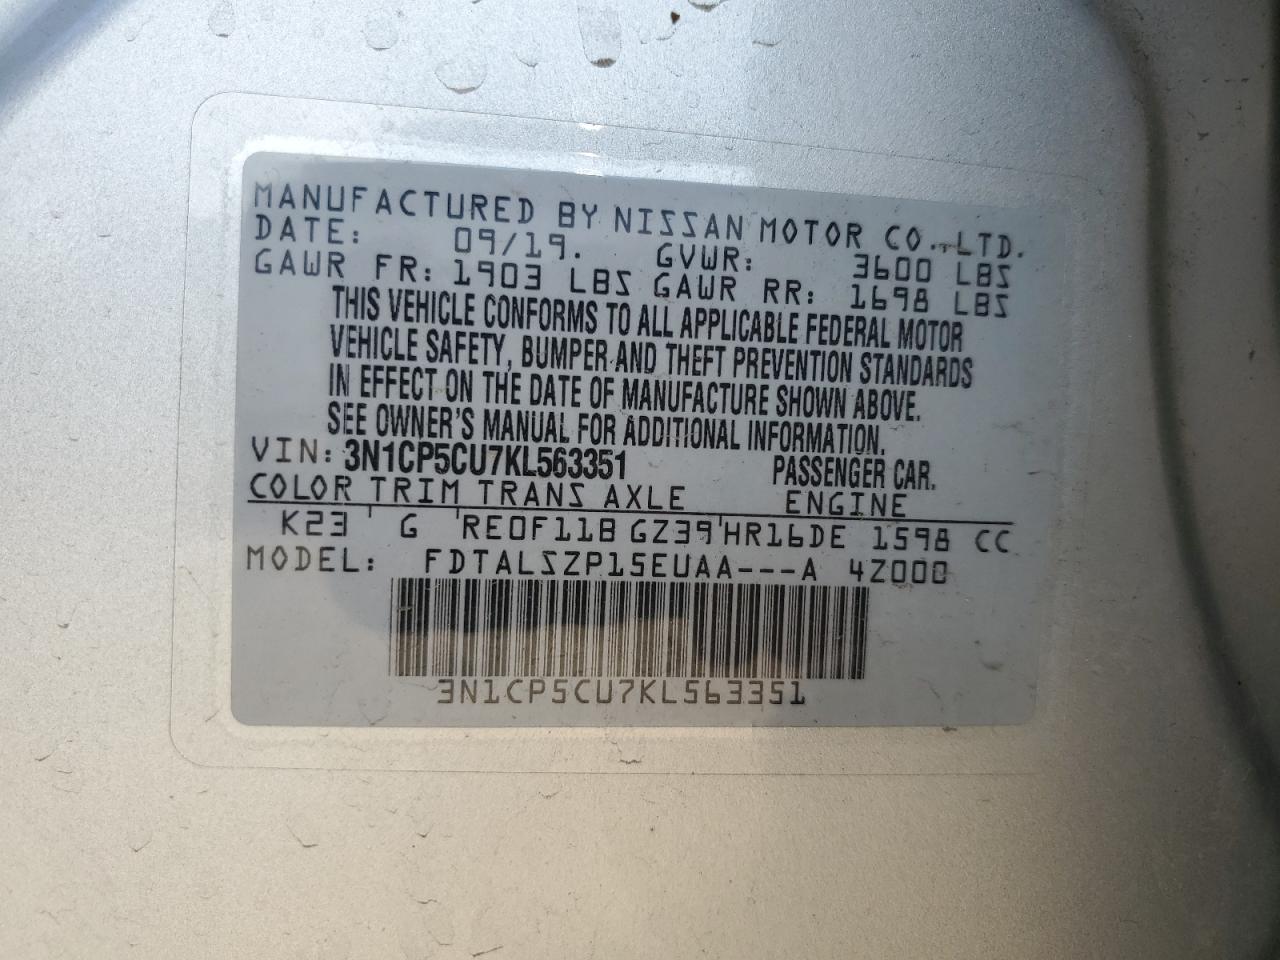 MANUFACTURED BY NISSAN MOTOR CO.,LTD.
DATE: 09/19. GVWR: 3600 LBS
GAWR FR: 1903 LBS GAWR RR: 1698 LBS
THIS VEHICLE CONFORMS TO ALL APPLICABLE FEDERAL MOTOR
VEHICLE SAFETY, BUMPER AND THEFT PREVENTION STANDARDS
IN EFFECT ON THE DATE OF MANUFACTURE SHOWN ABOVE.
SEE OWNER'S MANUAL FOR ADDITIONAL INFORMATION.
VIN: 3N1CP5CU7KL563351 PASSENGER CAR.
COLOR TRIM TRANS AXLE ENGINE
K23 ' G 'RE0F11B GZ39'HR16DE 1598 CC
MODEL: FDTALSZP15EUAA---A 4Z000
3N1CP5CU7KL563351